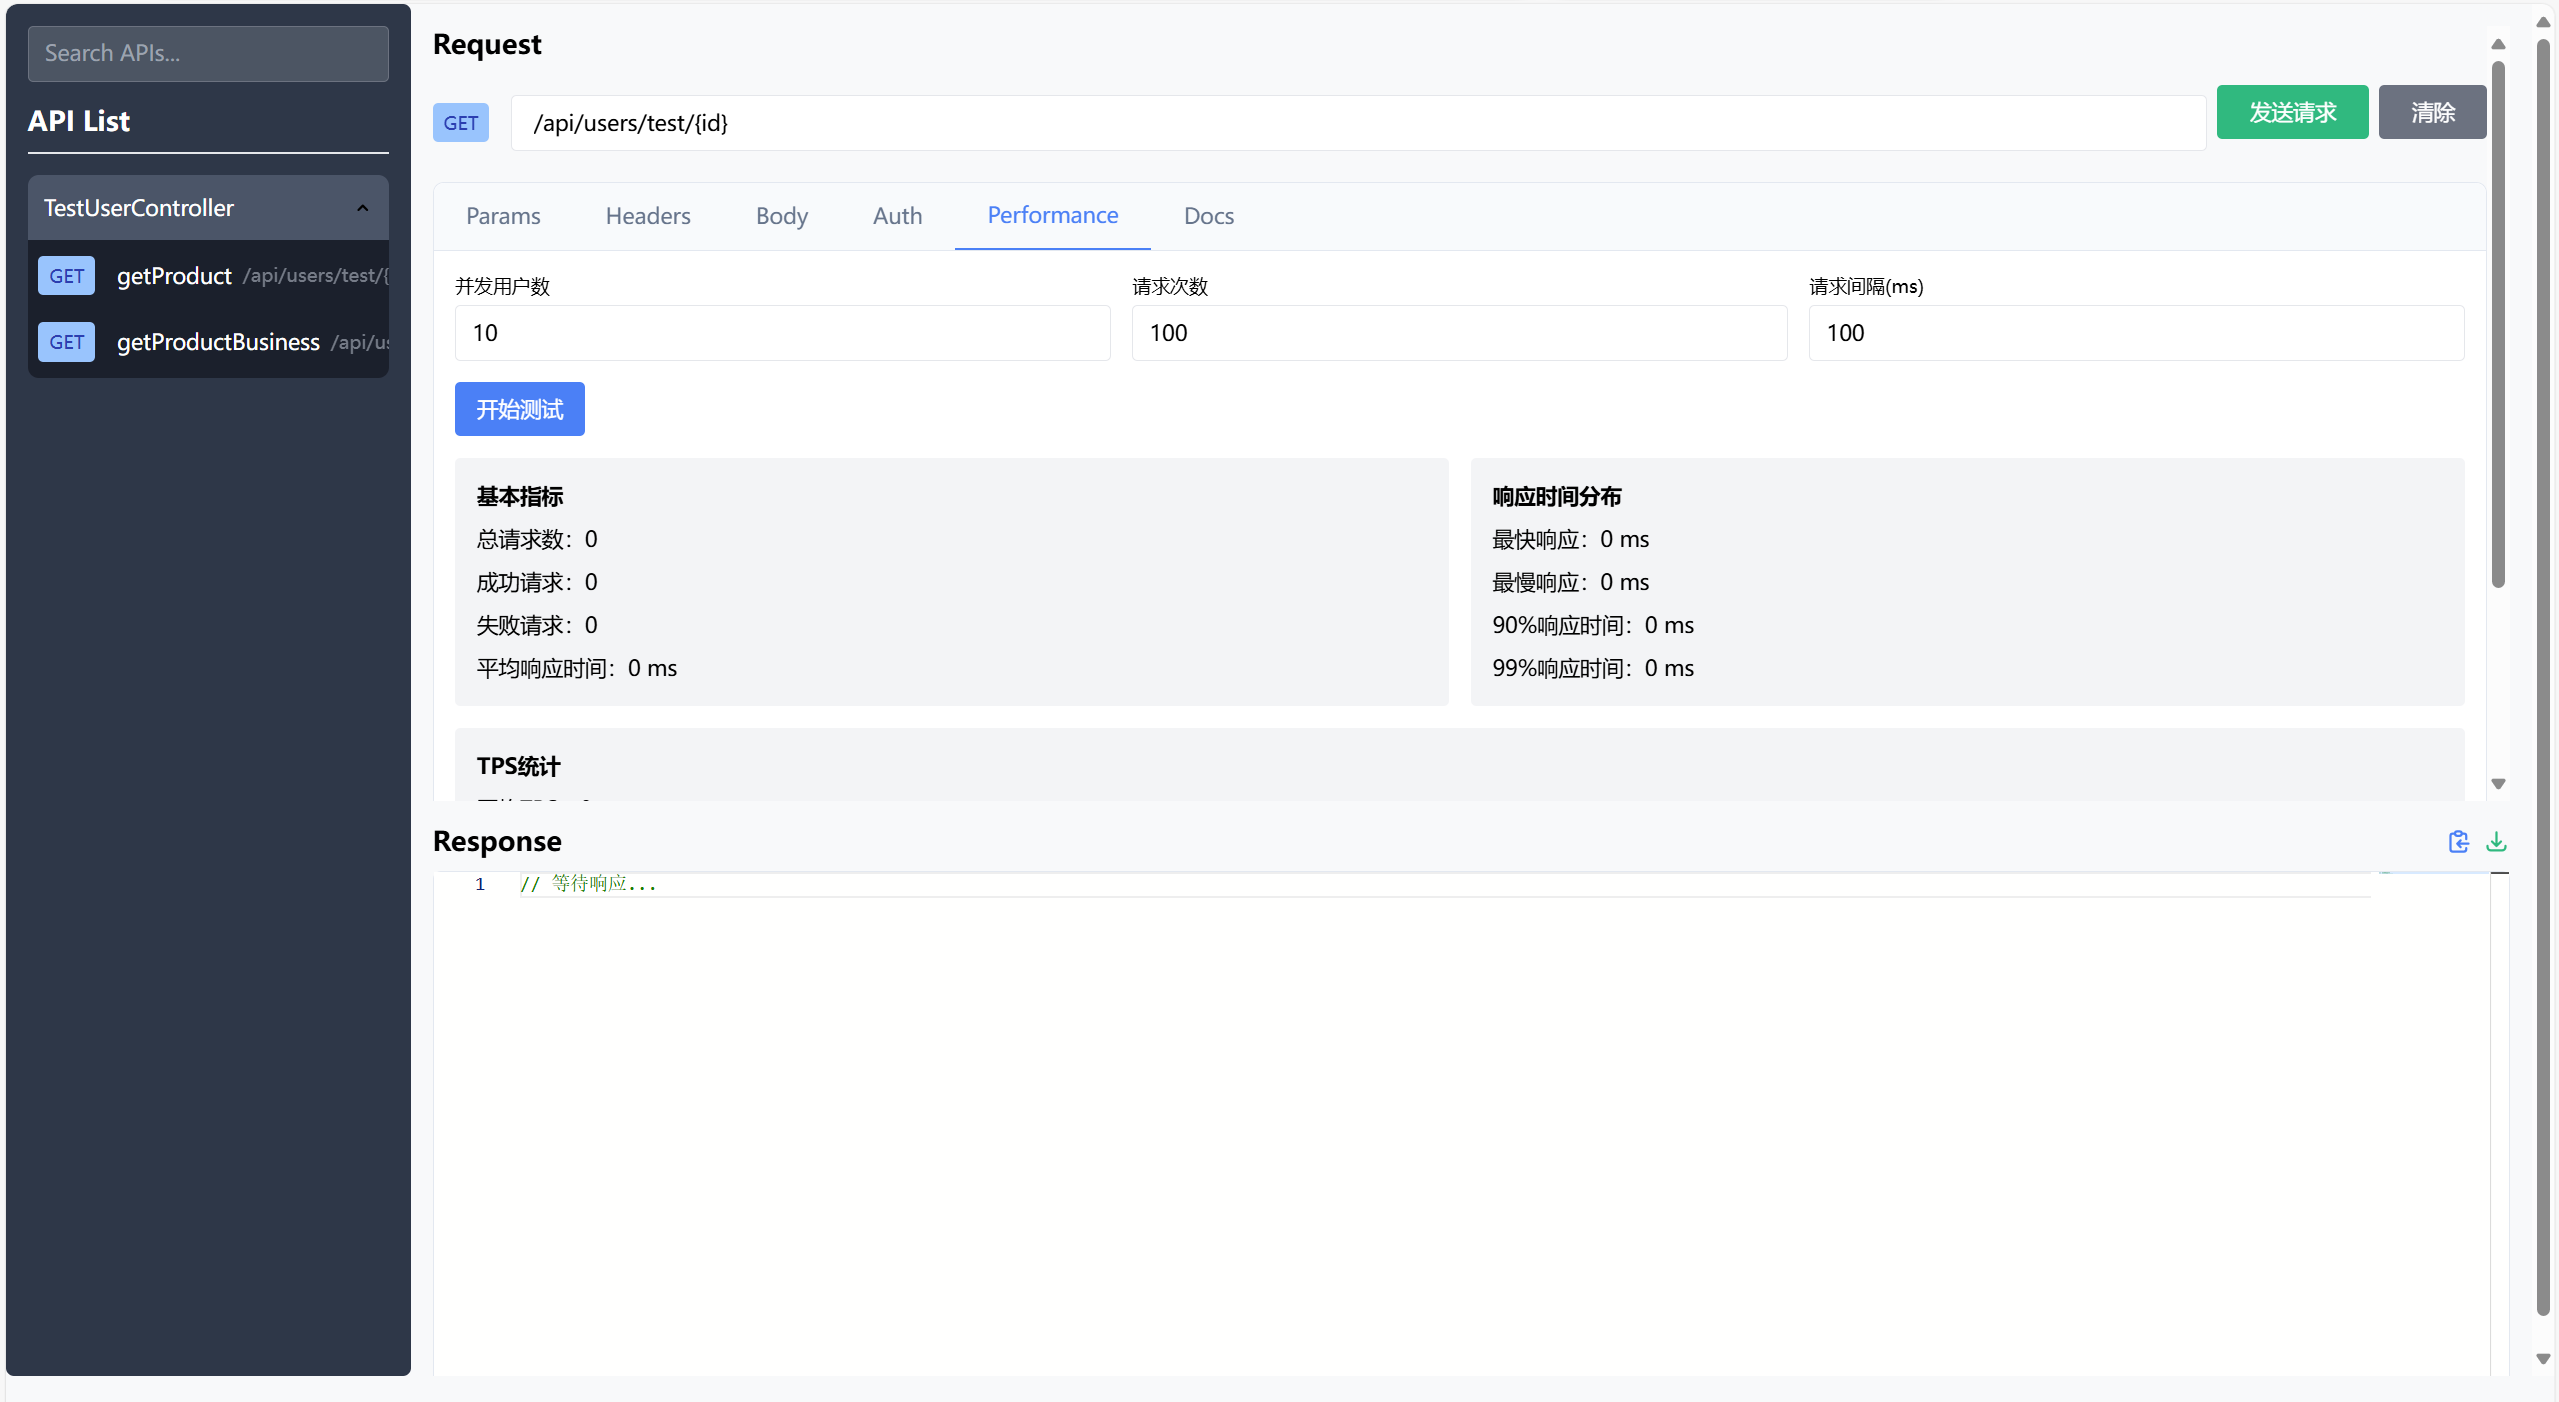 Search APIs...
API List
TestUserController
GET getProduct /api/users/test/{
GET getProductBusiness /api/us
Request
GET /api/users/test/{id} 发送请求 清除
Params Headers Body Auth Performance Docs
并发用户数 请求次数 请求间隔(ms)
10 100 100
开始测试
基本指标
总请求数：0
成功请求：0
失败请求：0
平均响应时间：0 ms
响应时间分布
最快响应：0 ms
最慢响应：0 ms
90%响应时间：0 ms
99%响应时间：0 ms
TPS统计
Response
1 // 等待响应...